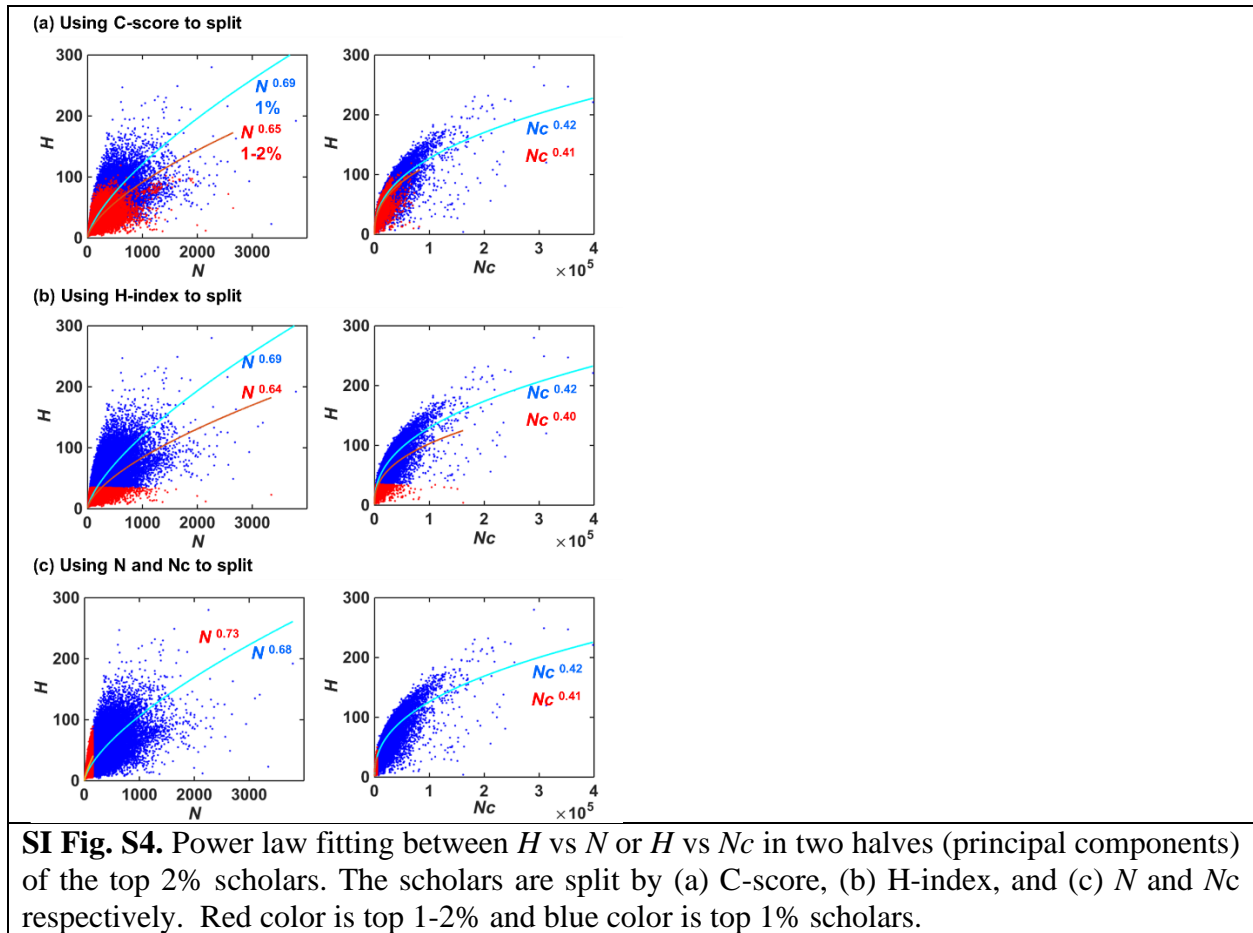 (a) Using C-score to split
300
200
100
0
H
N 0.69
1%
N 0.65
1-2%
0 1000 2000 3000
N
300
200
100
0
H
Nc 0.42
Nc 0.41
0 1 2 3 4
Nc ×10 5
(b) Using H-index to split
300
200
100
0
H
N 0.69
N 0.64
0 1000 2000 3000
N
300
200
100
0
H
Nc 0.42
Nc 0.40
0 1 2 3 4
Nc ×10 5
(c) Using N and Nc to split
300
200
100
0
H
N 0.73
N 0.68
0 1000 2000 3000
N
300
200
100
0
H
Nc 0.42
Nc 0.41
0 1 2 3 4
Nc ×10 5
SI Fig. S4. Power law fitting between H vs N or H vs Nc in two halves (principal components)
of the top 2% scholars. The scholars are split by (a) C-score, (b) H-index, and (c) N and Nc
respectively. Red color is top 1-2% and blue color is top 1% scholars.